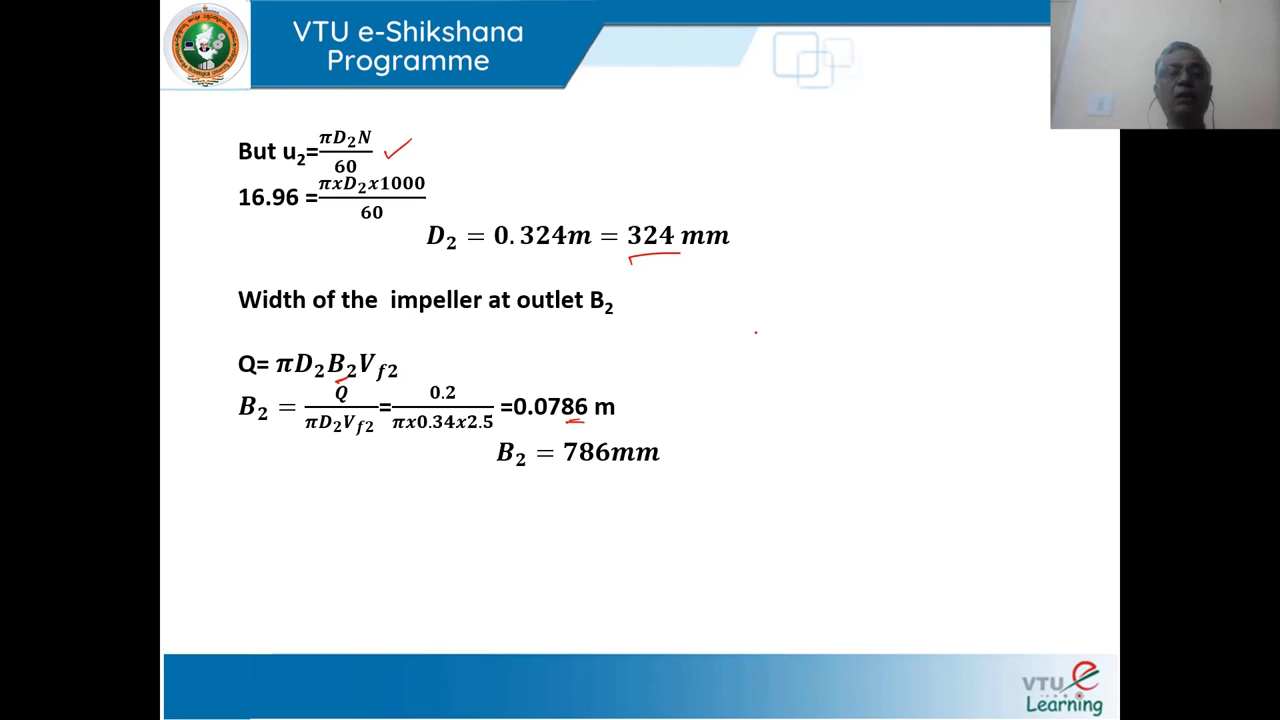 VTU e-Shikshana
Programme
But u₂=πD₂N/60
16.96 =πxD₂x1000/60
D₂ = 0.324m = 324 mm
Width of the impeller at outlet B₂
Q= πD₂B₂V_f2
B₂ = Q/πD₂V_f2=0.2/πx0.34x2.5 =0.0786 m
B₂ = 786mm
VTU e
Learning